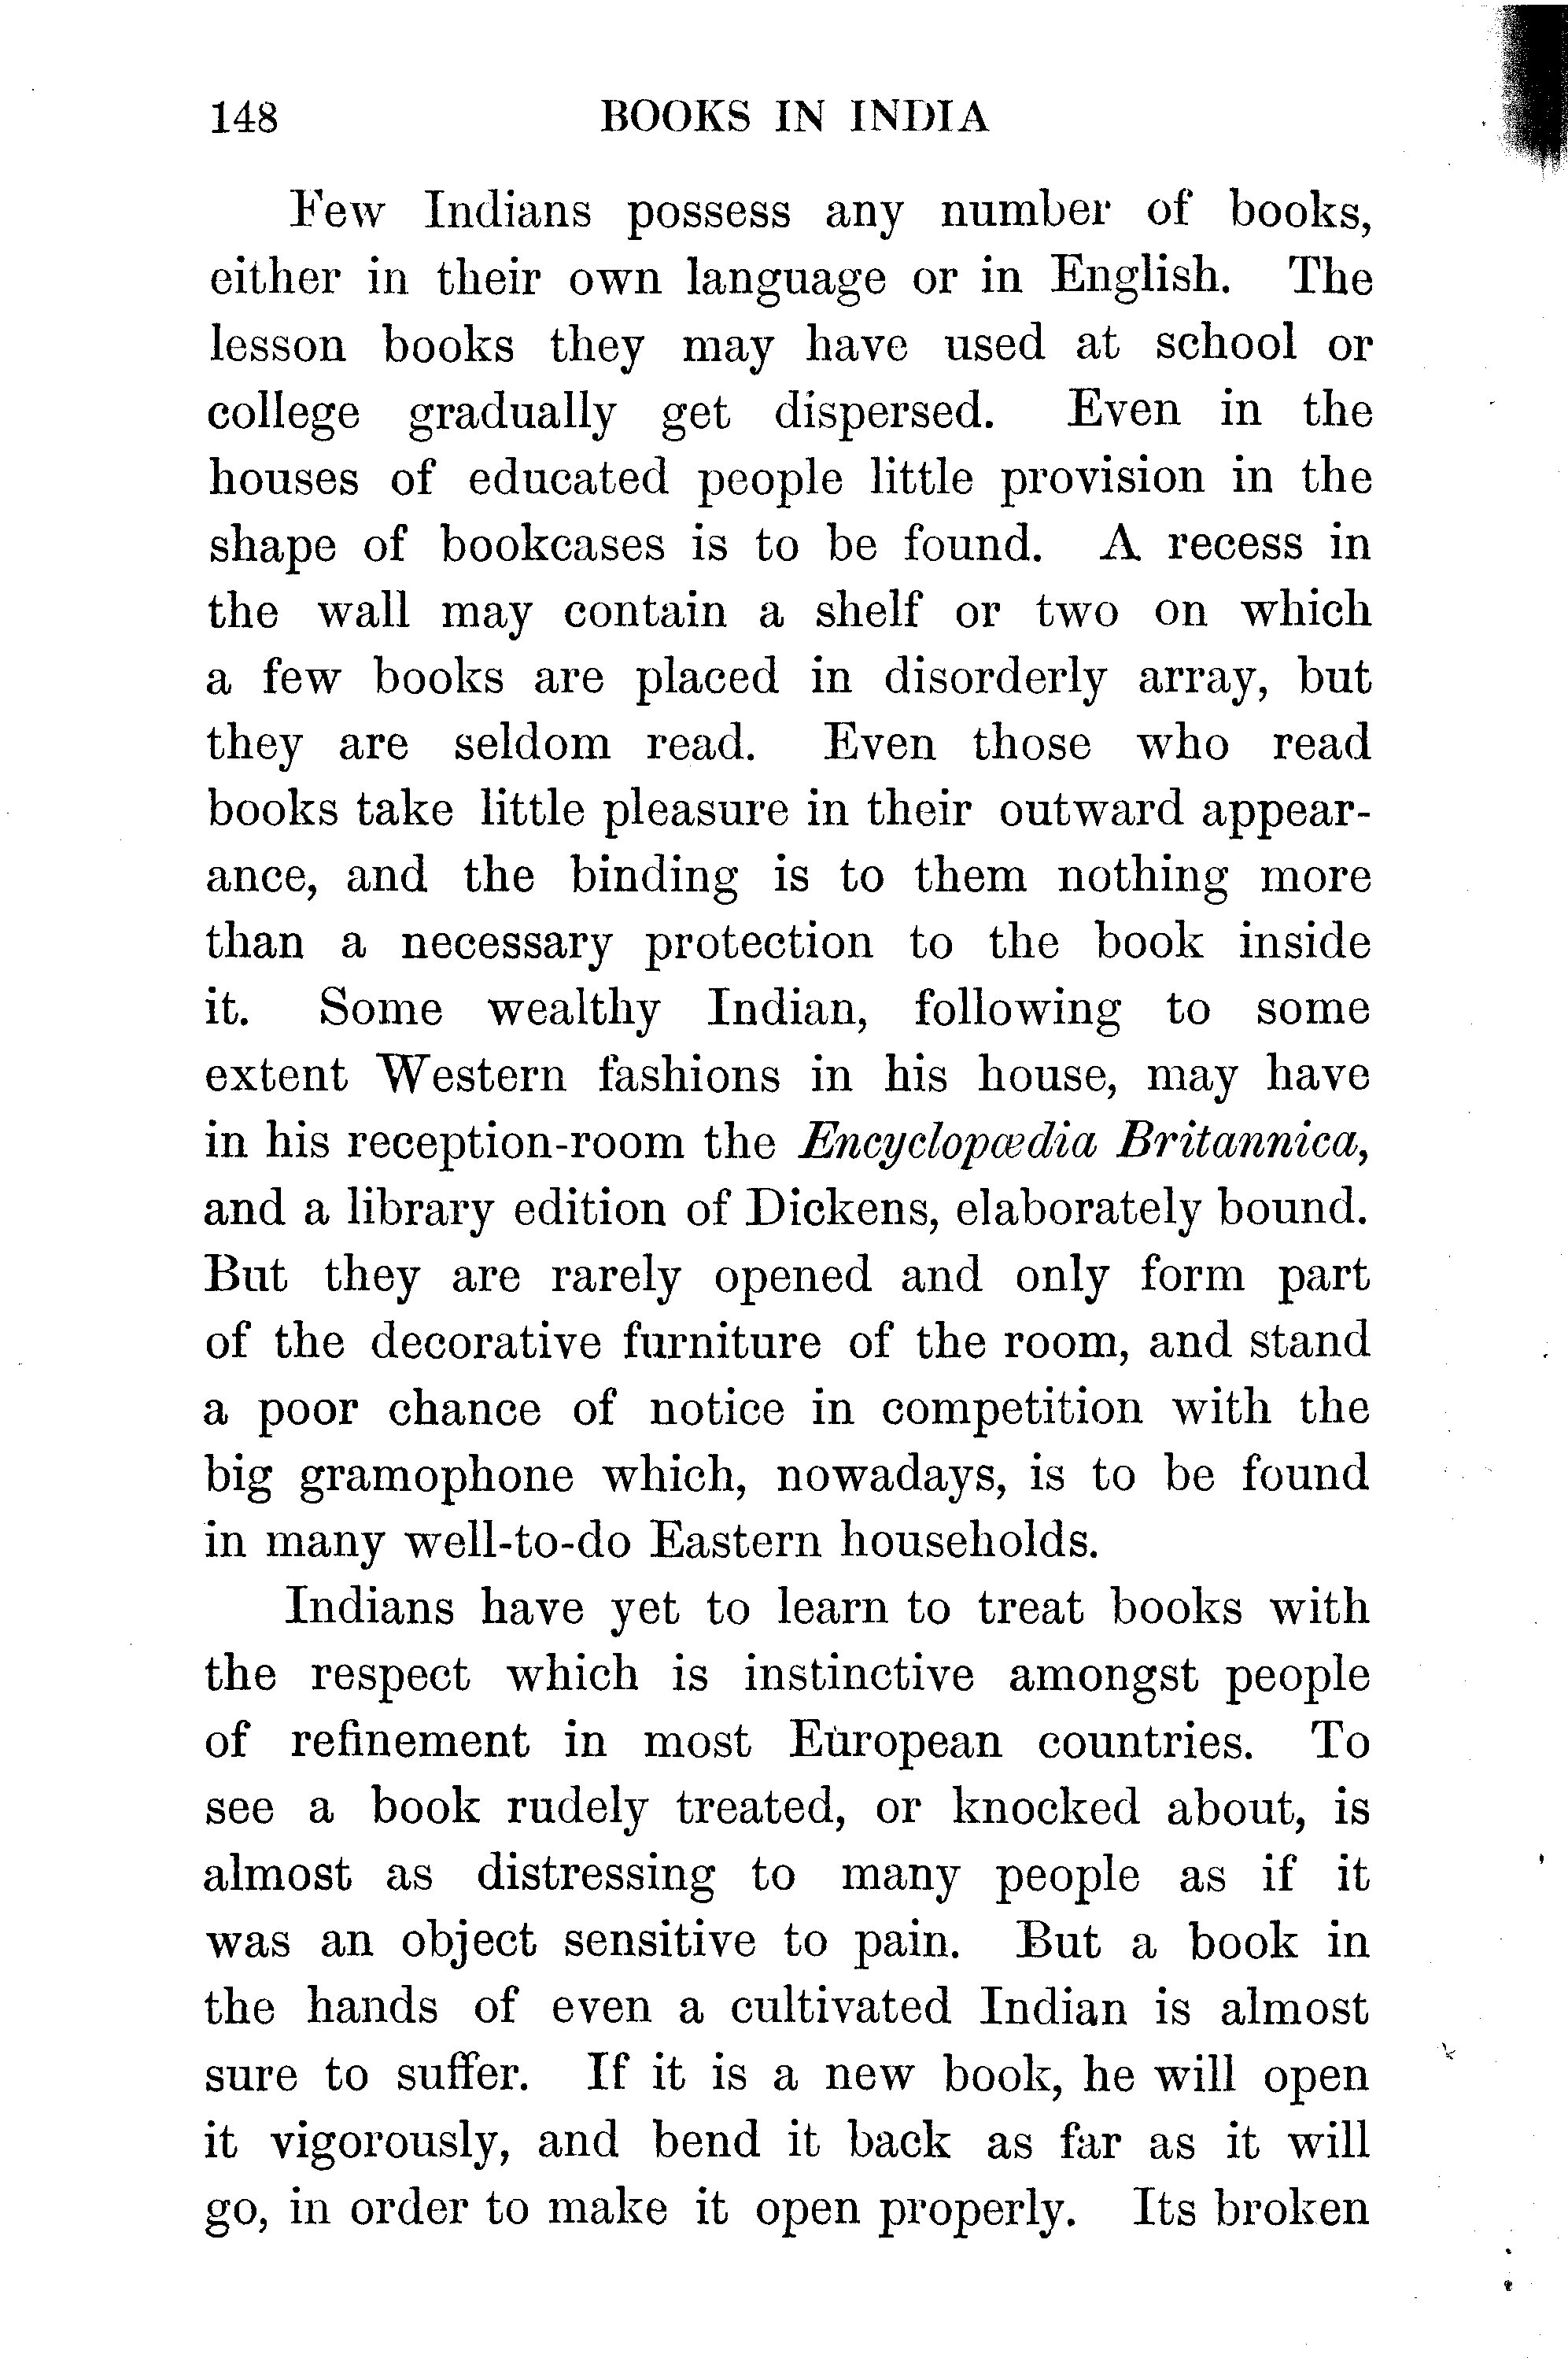 148 BOOKS IN INDIA
Few Indians possess any number of books,
either in their own language or in English. The
lesson books they may have used at school or
college gradually get dispersed. Even in the
houses of educated people little provision in the
shape of bookcases is to be found. A recess in
the wall may contain a shelf or two on which
a few books are placed in disorderly array, but
they are seldom read. Even those who read
books take little pleasure in their outward appear-
ance, and the binding is to them nothing more
than a necessary protection to the book inside
it. Some wealthy Indian, following to some
extent Western fashions in his house, may have
in his reception-room the Encyclopædia Britannica,
and a library edition of Dickens, elaborately bound.
But they are rarely opened and only form part
of the decorative furniture of the room, and stand
a poor chance of notice in competition with the
big gramophone which, nowadays, is to be found
in many well-to-do Eastern households.
Indians have yet to learn to treat books with
the respect which is instinctive amongst people
of refinement in most European countries. To
see a book rudely treated, or knocked about, is
almost as distressing to many people as if it
was an object sensitive to pain. But a book in
the hands of even a cultivated Indian is almost
sure to suffer. If it is a new book, he will open
it vigorously, and bend it back as far as it will
go, in order to make it open properly. Its broken